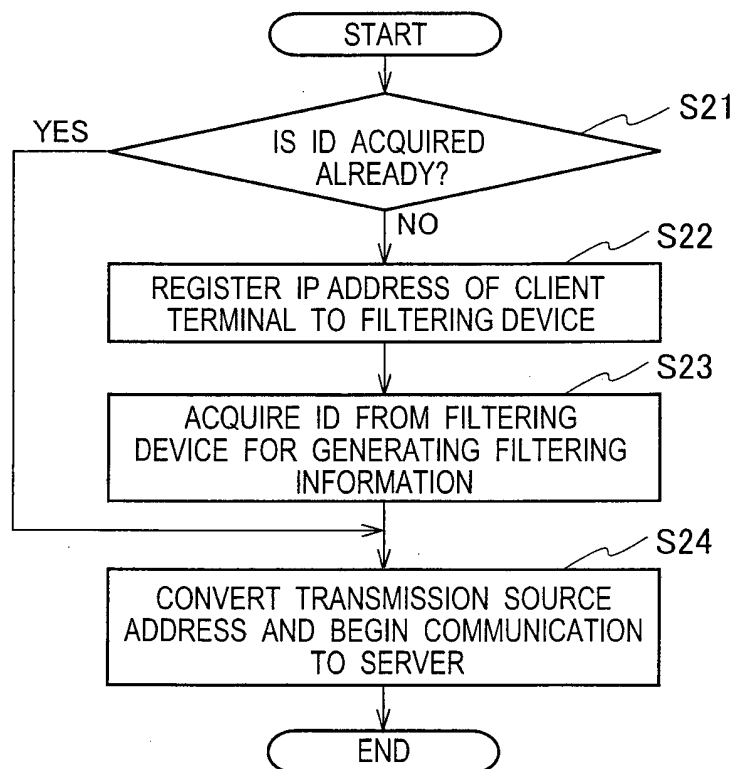 START
S21
YES
IS ID ACQUIRED
ALREADY?
NO
S22
REGISTER IP ADDRESS OF CLIENT
TERMINAL TO FILTERING DEVICE
S23
ACQUIRE ID FROM FILTERING
DEVICE FOR GENERATING FILTERING
INFORMATION
S24
CONVERT TRANSMISSION SOURCE
ADDRESS AND BEGIN COMMUNICATION
TO SERVER
END